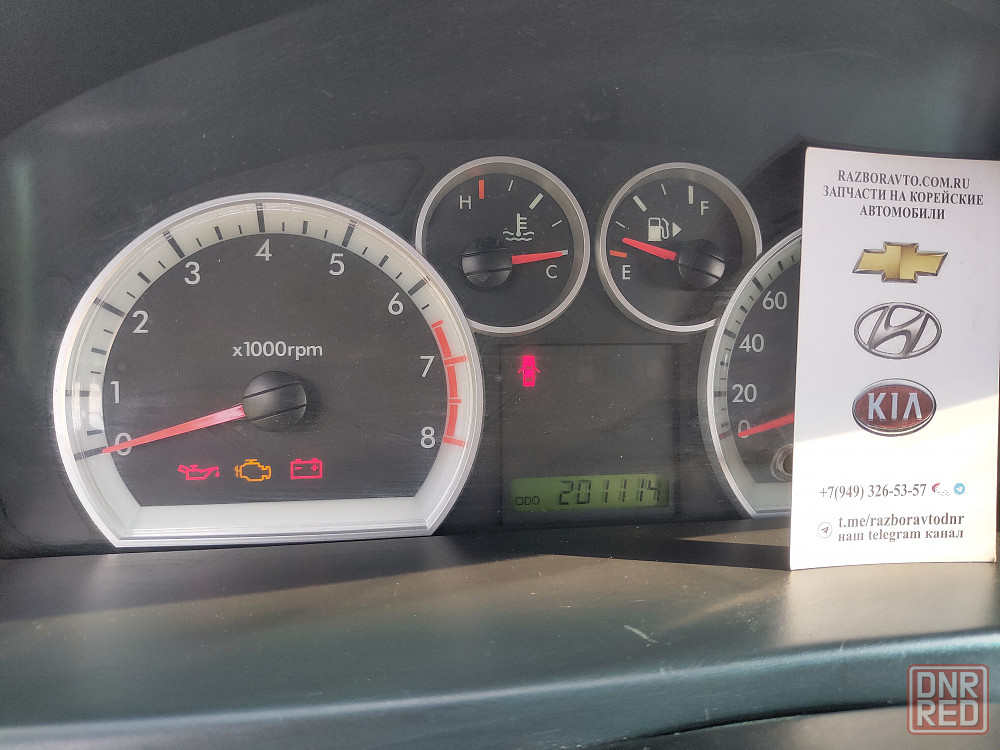 H
C
F
E
0
1
2
3
4
5
6
7
8
x1000rpm
ODO
201114
0
20
40
60
RAZBORAVTO.COM.RU
ЗАПЧАСТИ НА КОРЕЙСКИЕ
АВТОМОБИЛИ
KIA
+7(949) 326-53-57
t.me/razboravtodnr
наш telegram канал
DNR
RED